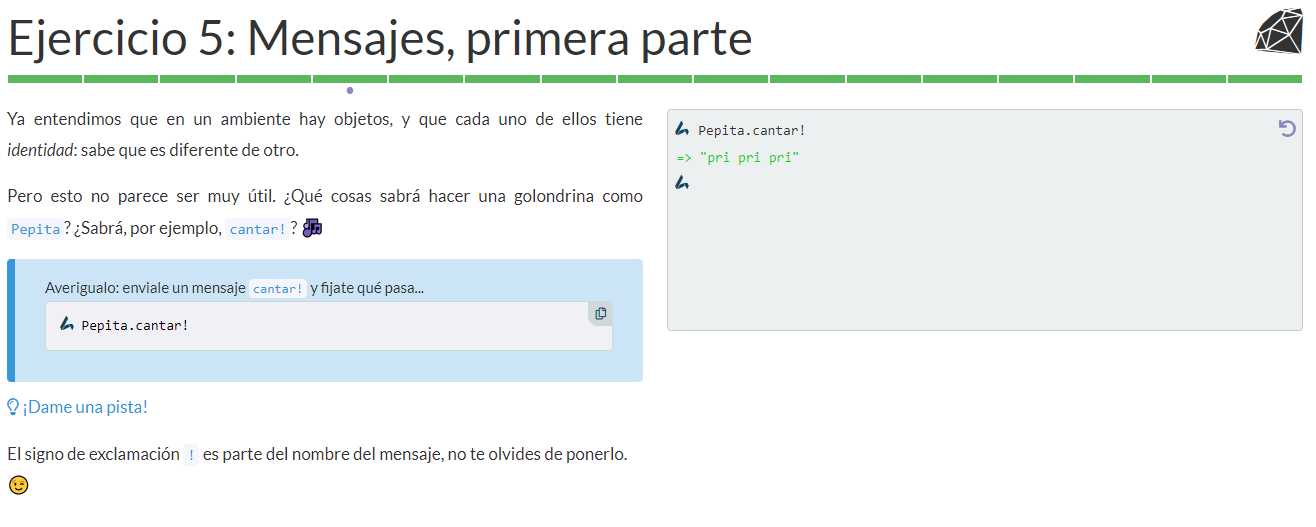 Ejercicio 5: Mensajes, primera parte
Ya entendimos que en un ambiente hay objetos, y que cada uno de ellos tiene
identidad: sabe que es diferente de otro.
Pero esto no parece ser muy útil. ¿Qué cosas sabrá hacer una golondrina como
Pepita? ¿Sabrá, por ejemplo, cantar!?
Averigualo: enviale un mensaje cantar! y fijate qué pasa...
Pepita.cantar!
¡Dame una pista!
El signo de exclamación ! es parte del nombre del mensaje, no te olvides de ponerlo.
Pepita.cantar!
=> "pri pri pri"